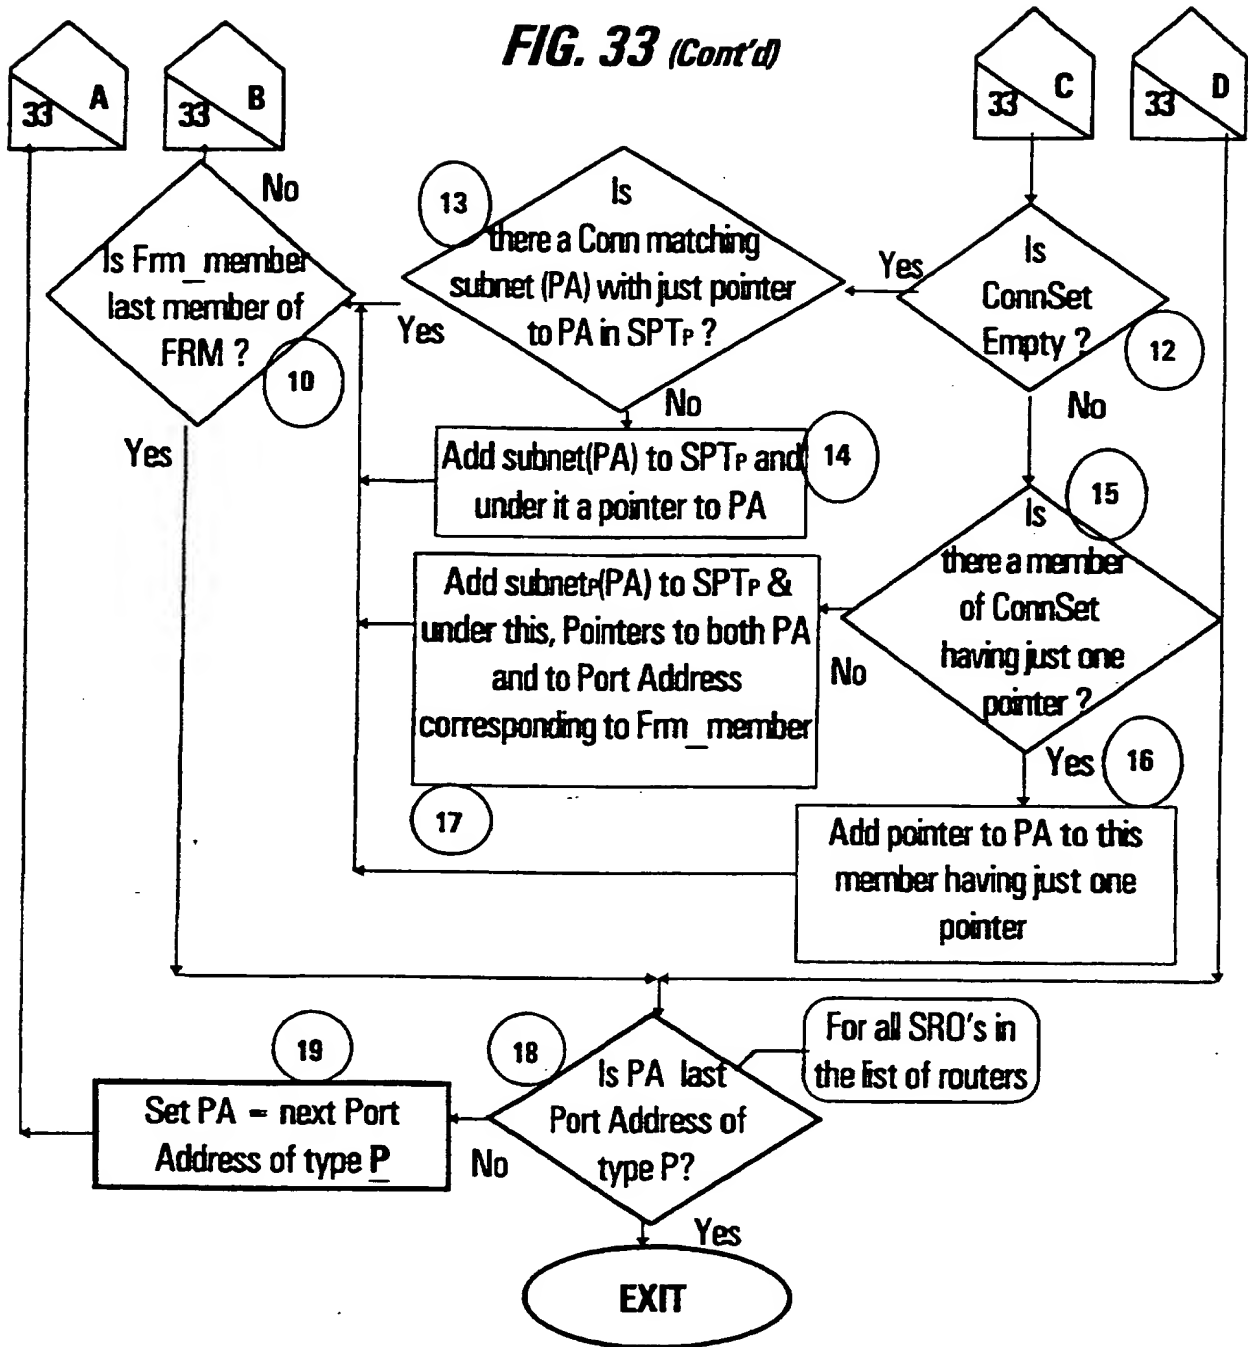 FIG. 33 (Cont'd)
33 A
33 B
33 C
33 D
No
Is Frm_member
last member of
FRM ?
10
Yes
13
Is
there a Conn matching
subnet (PA) with just pointer
to PA in SPTP ?
Yes
No
Yes
Is
ConnSet
Empty ?
12
No
Add subnet(PA) to SPTP and
under it a pointer to PA
14
15
Is
there a member
of ConnSet
having just one
pointer ?
No
Yes
16
Add subnetP(PA) to SPTP &
under this, Pointers to both PA
and to Port Address
corresponding to Frm_member
17
Add pointer to PA to this
member having just one
pointer
For all SRO's in
the list of routers
18
Is PA last
Port Address of
type P?
No
Yes
19
Set PA = next Port
Address of type P
EXIT